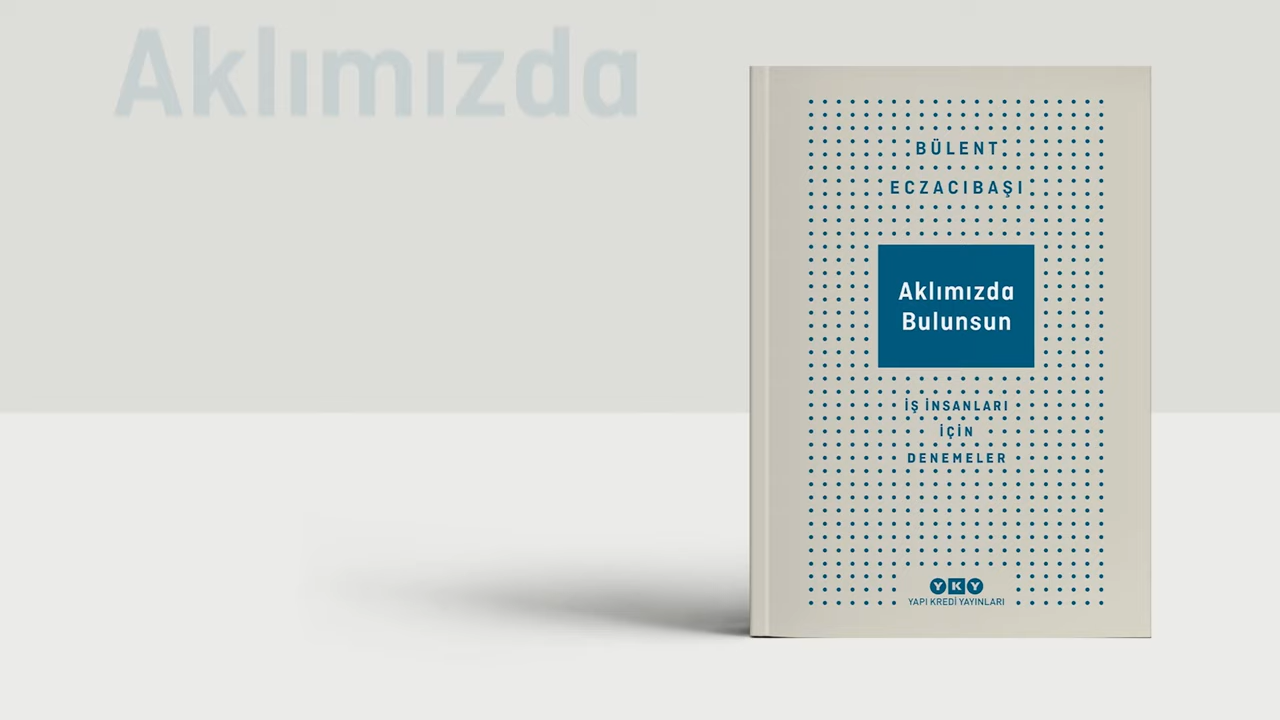 Aklımızda
BÜLENT
ECZACIBAŞI
Aklımızda
Bulunsun
İŞ İNSANLARI
İÇİN
DENEMELER
YKY
YAPI KREDİ YAYINLARI